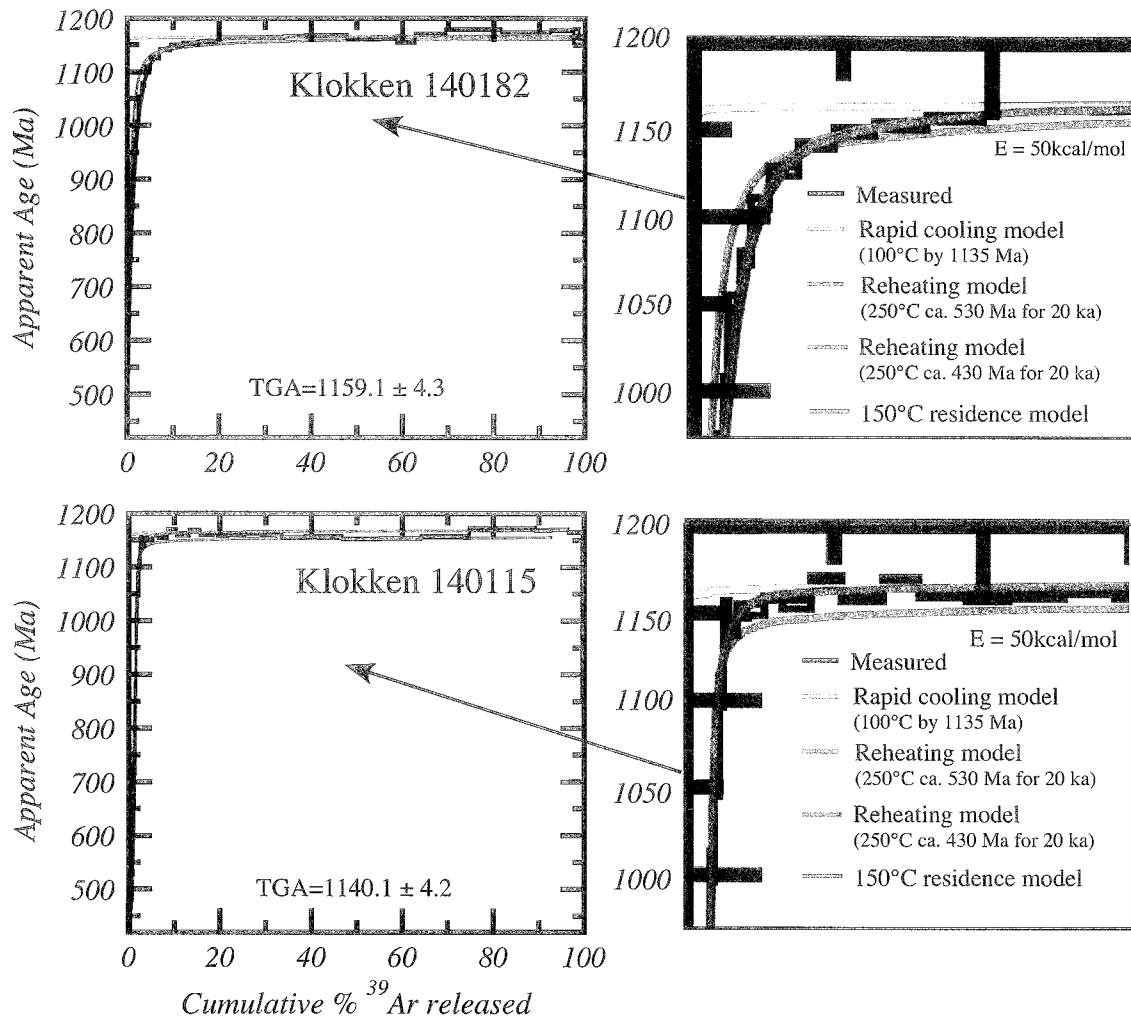 1200
1100
1000
900
800
700
600
500
Apparent Age (Ma)
Klokken 140182
TGA=1159.1 ± 4.3
0 20 40 60 80 100
1200
1150
1100
1050
1000
E = 50kcal/mol
Measured
Rapid cooling model
(100°C by 1135 Ma)
Reheating model
(250°C ca. 530 Ma for 20 ka)
Reheating model
(250°C ca. 430 Ma for 20 ka)
150°C residence model
1200
1100
1000
900
800
700
600
500
Apparent Age (Ma)
Klokken 140115
TGA=1140.1 ± 4.2
0 20 40 60 80 100
Cumulative % ³⁹Ar released
1200
1150
1100
1050
1000
E = 50kcal/mol
Measured
Rapid cooling model
(100°C by 1135 Ma)
Reheating model
(250°C ca. 530 Ma for 20 ka)
Reheating model
(250°C ca. 430 Ma for 20 ka)
150°C residence model